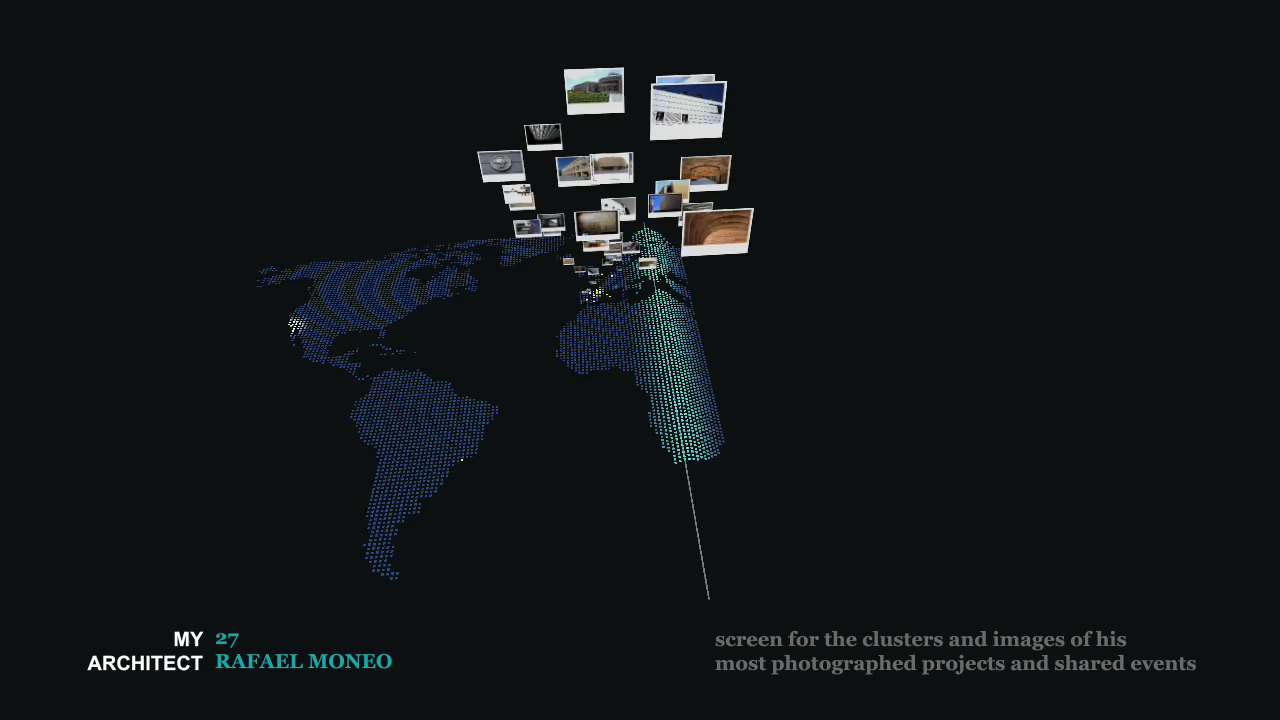 MY
ARCHITECT
27
RAFAEL MONEO
screen for the clusters and images of his
most photographed projects and shared events